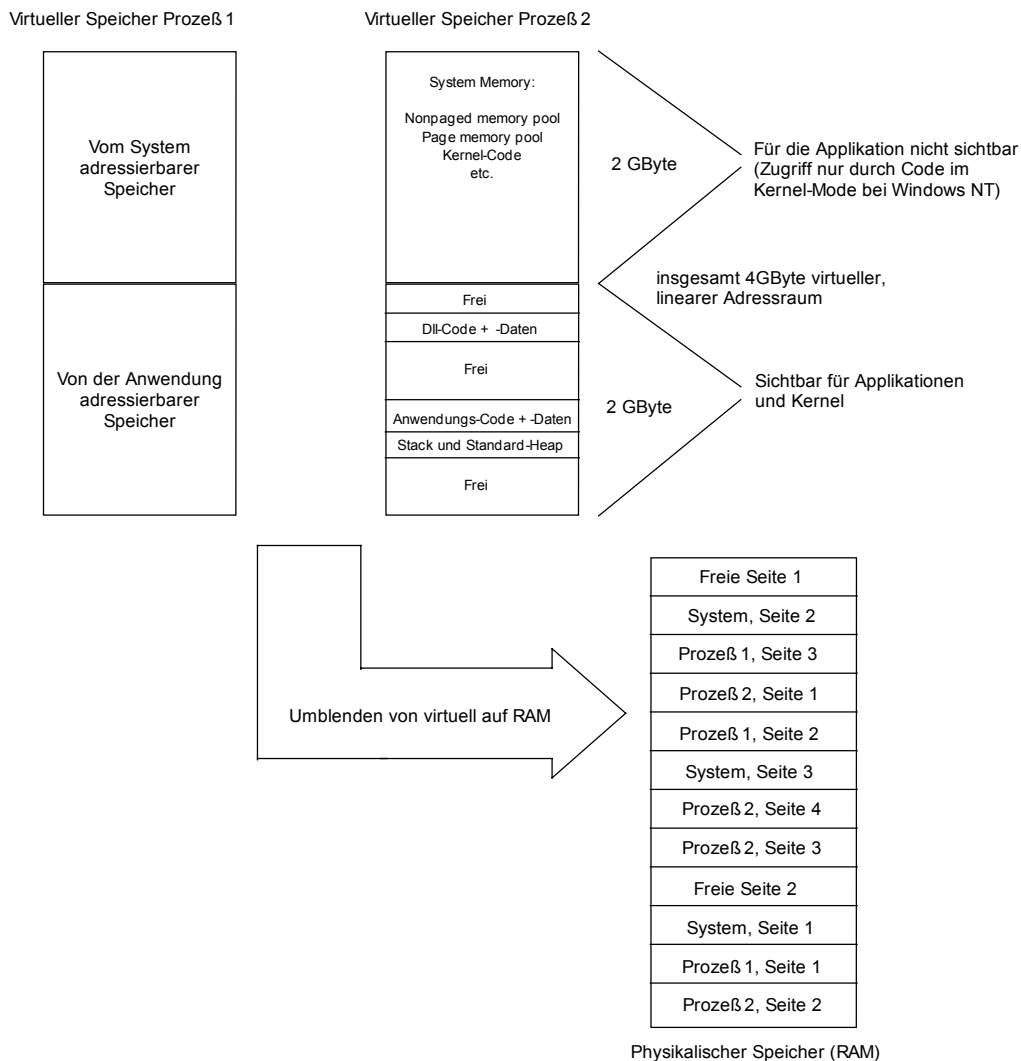 Virtueller Speicher Prozeß 1
Virtueller Speicher Prozeß 2
Vom System
adressierbarer
Speicher
Von der Anwendung
adressierbarer
Speicher
System Memory:
Nonpaged memory pool
Page memory pool
Kernel-Code
etc.
Frei
Dll-Code + -Daten
Frei
Anwendungs-Code + -Daten
Stack und Standard-Heap
Frei
2 GByte
Für die Applikation nicht sichtbar
(Zugriff nur durch Code im
Kernel-Mode bei Windows NT)
insgesamt 4GByte virtueller,
linearer Adressraum
2 GByte
Sichtbar für Applikationen
und Kernel
Umblenden von virtuell auf RAM
Freie Seite 1
System, Seite 2
Prozeß 1, Seite 3
Prozeß 2, Seite 1
Prozeß 1, Seite 2
System, Seite 3
Prozeß 2, Seite 4
Prozeß 2, Seite 3
Freie Seite 2
System, Seite 1
Prozeß 1, Seite 1
Prozeß 2, Seite 2
Physikalischer Speicher (RAM)